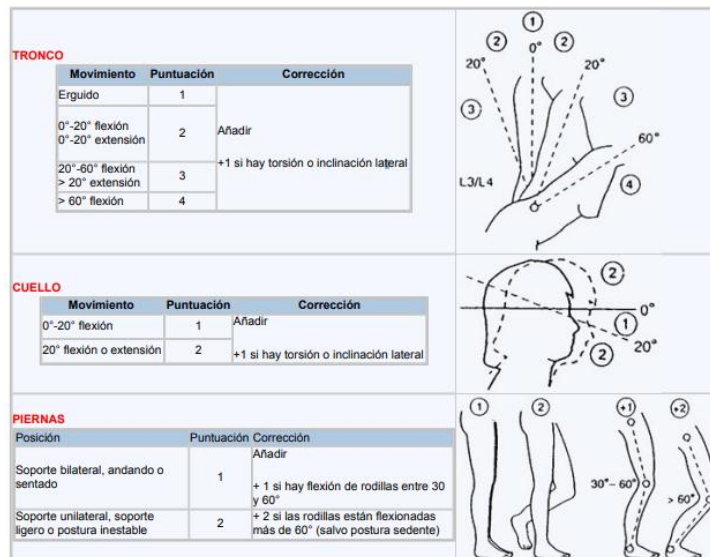 TRONCO
Movimiento Puntuación Corrección
Erguido 1
0°-20° flexión
0°-20° extensión
2
Añadir
+1 si hay torsión o inclinación lateral
20°-60° flexión
> 20° extensión
3
> 60° flexión 4
1
2 0° 2
20° 20°
3 3
60°
L3/L4 4
CUELLO
Movimiento Puntuación Corrección
0°-20° flexión 1
Añadir
20° flexión o extensión 2
+1 si hay torsión o inclinación lateral
2
0°
1
20°
2
PIERNAS
Posición Puntuación Corrección
Soporte bilateral, andando o
sentado
1
Añadir
+ 1 si hay flexión de rodillas entre 30
y 60°
Soporte unilateral, soporte
ligero o postura inestable
2
+ 2 si las rodillas están flexionadas
más de 60° (salvo postura sedente)
1 2 +1 +2
30°-60° > 60°